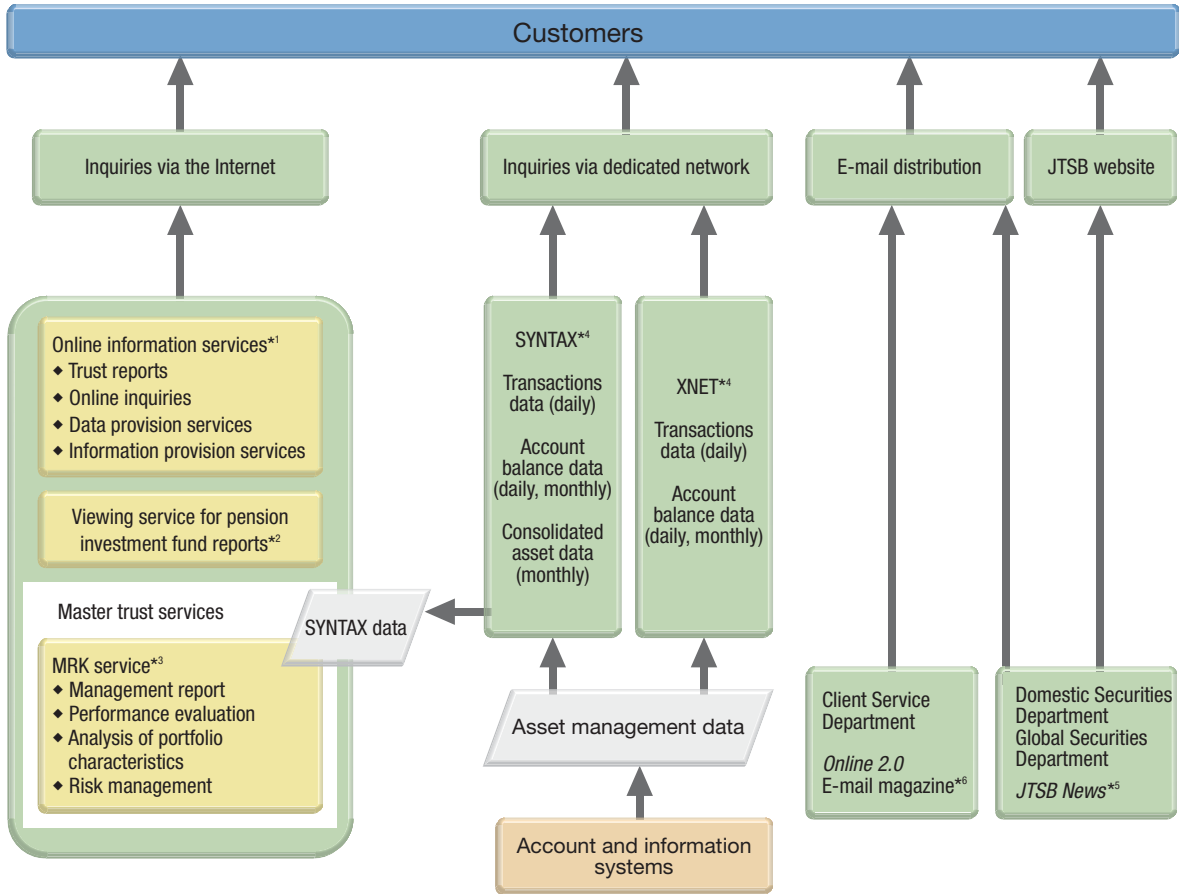 Customers
Inquiries via the Internet
Inquiries via dedicated network
E-mail distribution
JTSB website
Online information services*1
◆ Trust reports
◆ Online inquiries
◆ Data provision services
◆ Information provision services
Viewing service for pension
investment fund reports*2
Master trust services
MRK service*3
◆ Management report
◆ Performance evaluation
◆ Analysis of portfolio
characteristics
◆ Risk management
SYNTAX data
SYNTAX*4
Transactions
data (daily)
Account
balance data
(daily, monthly)
Consolidated
asset data
(monthly)
XNET*4
Transactions
data (daily)
Account
balance data
(daily, monthly)
Asset management data
Account and information
systems
Client Service
Department
Online 2.0
E-mail magazine*6
Domestic Securities
Department
Global Securities
Department
JTSB News*5